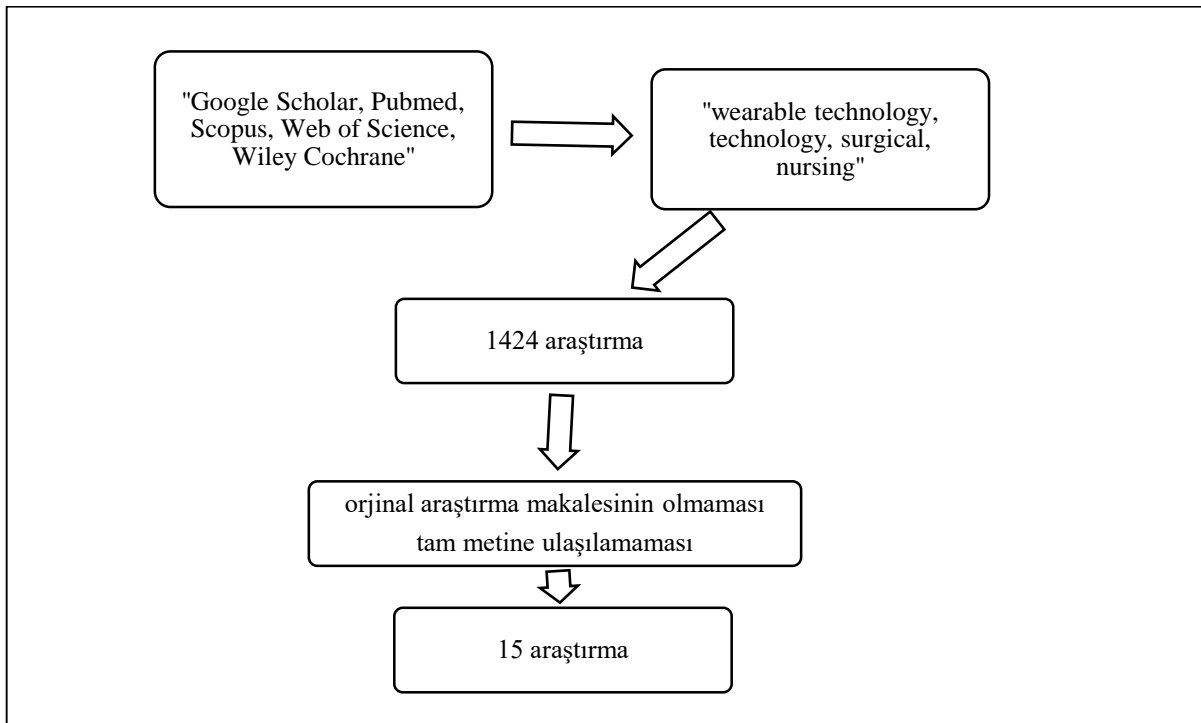 "Google Scholar, Pubmed,
Scopus, Web of Science,
Wiley Cochrane"
"wearable technology,
technology, surgical,
nursing"
1424 araştırma
orjinal araştırma makalesinin olmaması
tam metine ulaşılamaması
15 araştırma